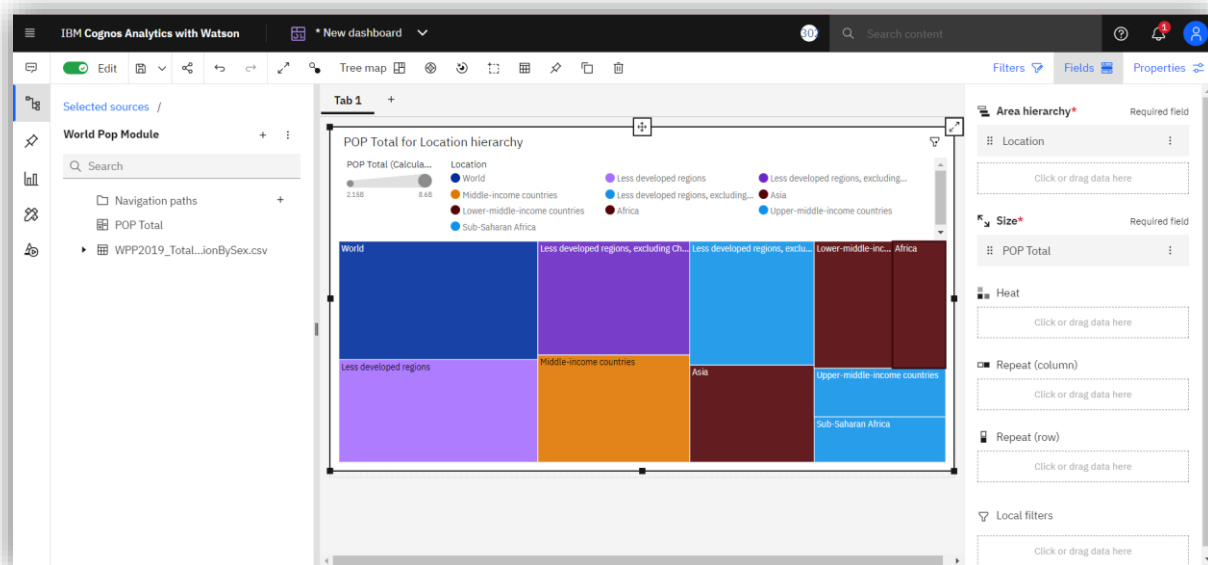 IBM Cognos Analytics with Watson
* New dashboard
Search content
1
Edit
Tree map
Filters
Fields
Properties
Selected sources /
World Pop Module
Search
Navigation paths
POP Total
WPP2019_Total...ionBySex.csv
Tab 1
POP Total for Location hierarchy
POP Total (Calcula...
2.15B
8.6B
Location
World
Less developed regions
Less developed regions, excluding...
Middle-income countries
Less developed regions, excluding...
Asia
Lower-middle-income countries
Africa
Upper-middle-income countries
Sub-Saharan Africa
World
Less developed regions, excluding Ch...
Less developed regions, exclu...
Lower-middle-inc...
Africa
Less developed regions
Middle-income countries
Asia
Upper-middle-income countries
Sub-Saharan Africa
Area hierarchy*
Required field
Location
Click or drag data here
Size*
Required field
POP Total
Heat
Click or drag data here
Repeat (column)
Click or drag data here
Repeat (row)
Click or drag data here
Local filters
Click or drag data here